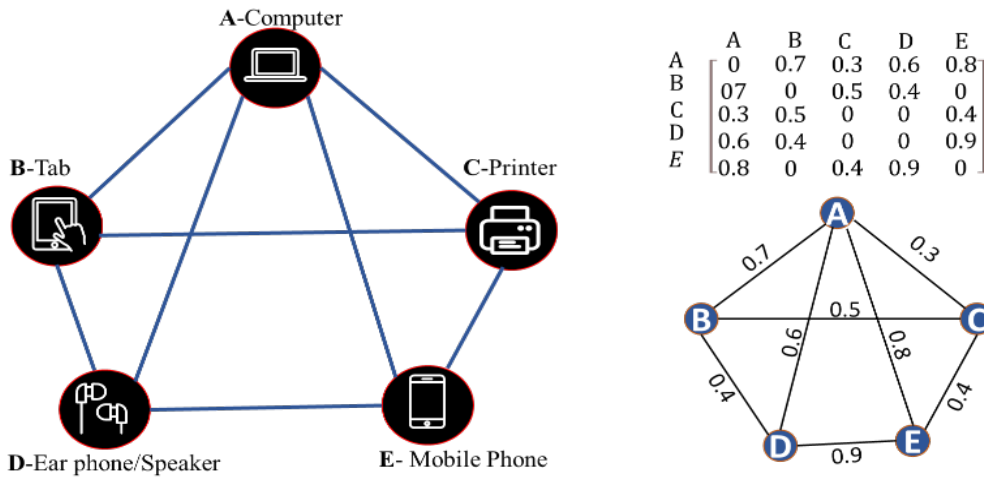 A-Computer
B-Tab
C-Printer
D-Ear phone/Speaker
E- Mobile Phone
A B C D E
A 0 0.7 0.3 0.6 0.8
B 07 0 0.5 0.4 0
C 0.3 0.5 0 0 0.4
D 0.6 0.4 0 0 0.9
E 0.8 0 0.4 0.9 0
A
0.7
0.3
B
0.5
C
0.6
0.8
0.4
0.4
D
E
0.9